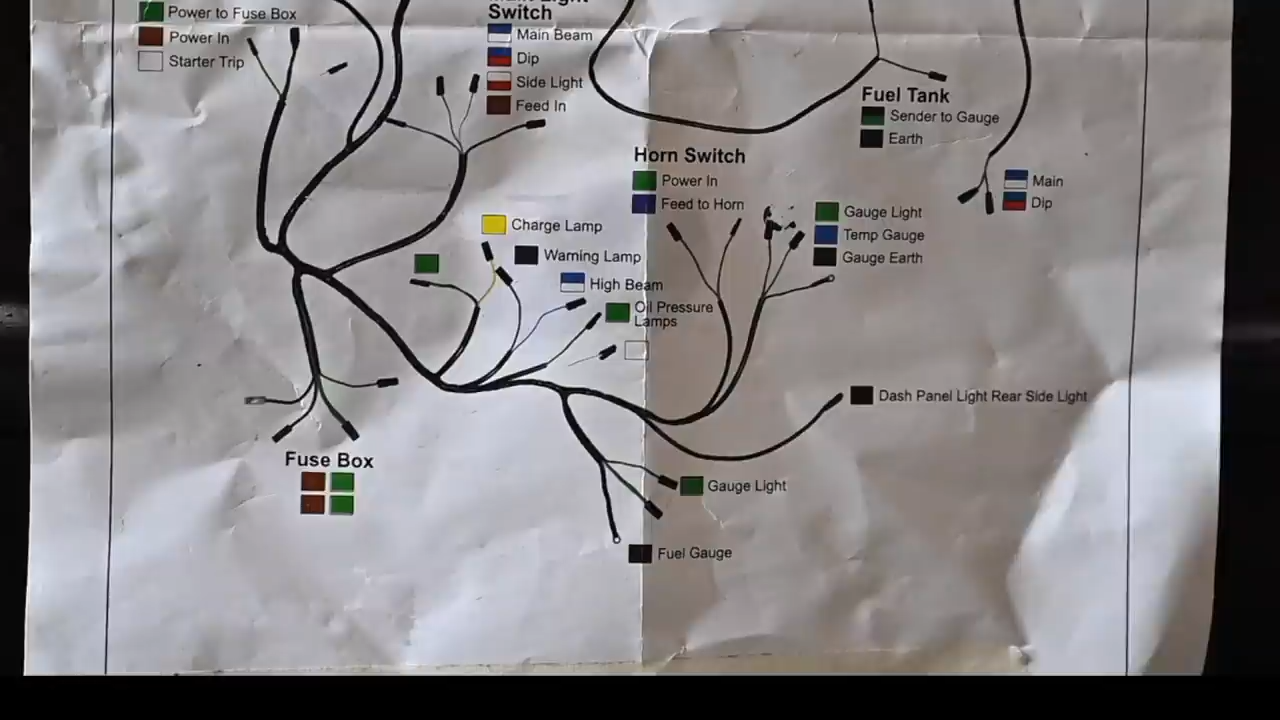 Power to Fuse Box
Power In
Starter Trip
Switch
Main Beam
Dip
Side Light
Feed In
Fuel Tank
Sender to Gauge
Earth
Horn Switch
Power In
Feed to Horn
Main
Dip
Gauge Light
Temp Gauge
Gauge Earth
Charge Lamp
Warning Lamp
High Beam
Oil Pressure
Lamps
Dash Panel Light Rear Side Light
Fuse Box
Gauge Light
Fuel Gauge